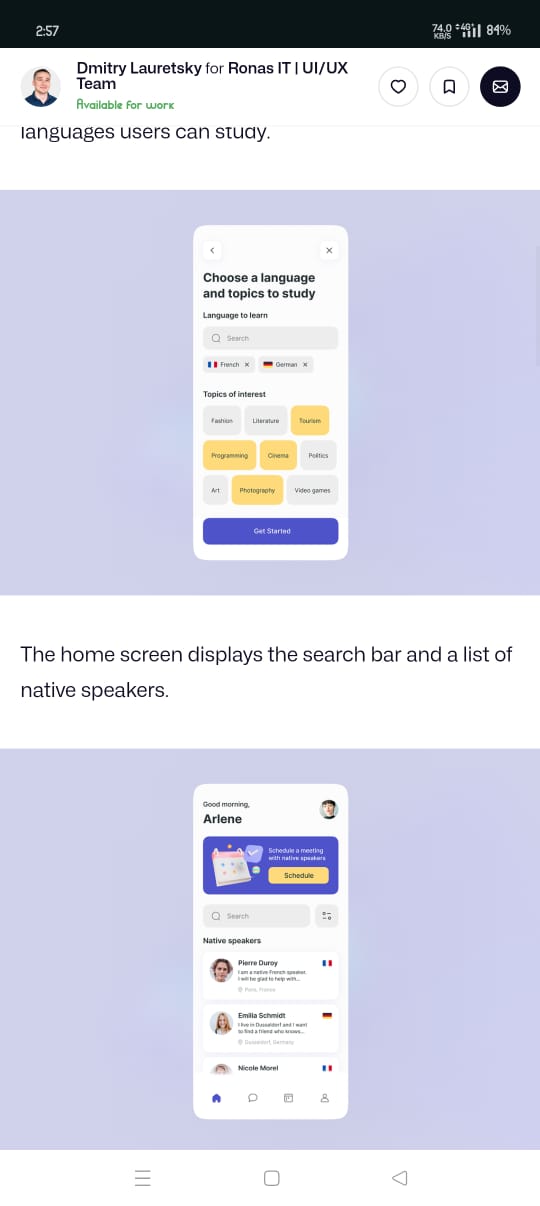 2:57
74.0 KB/S 4G+ 84%
Dmitry Lauretsky for Ronas IT | UI/UX
Team
Available for work
languages users can study.
Choose a language
and topics to study
Language to learn
Search
French × German ×
Topics of interest
Fashion Literature Tourism
Programming Cinema Politics
Art Photography Video games
Get Started
The home screen displays the search bar and a list of
native speakers.
Good morning,
Arlene
Schedule a meeting
with native speakers
Schedule
Search
Native speakers
Pierre Duroy
I am a native French speaker.
I will be glad to help with...
Paris, France
Emilia Schmidt
I live in Dusseldorf and I want
to find a friend who knows...
Dusseldorf, Germany
Nicole Morel